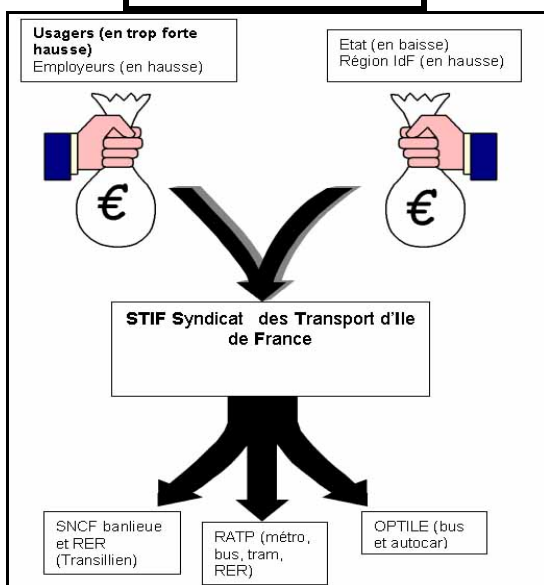 Usagers (en trop forte
hausse)
Employeurs (en hausse)
Etat (en baisse)
Région IdF (en hausse)
€
€
STIF Syndicat des Transport d'Ile
de France
SNCF banlieue
et RER
(Transillien)
RATP (métro,
bus, tram,
RER)
OPTILE (bus
et autocar)